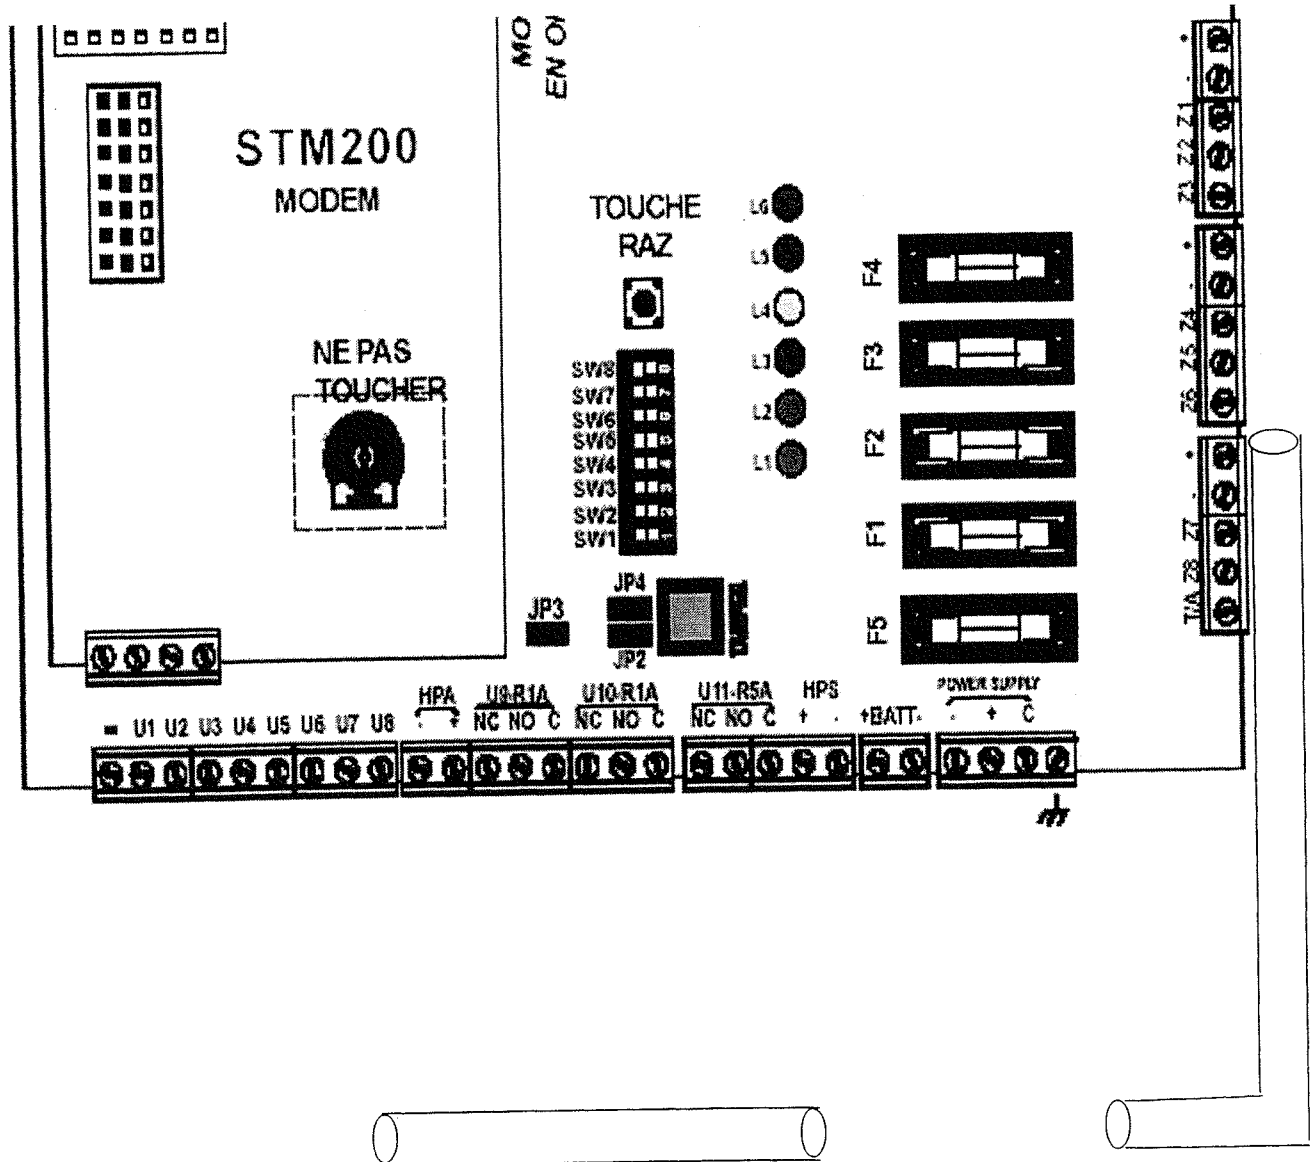 MO
EN
STM200
MODEM
TOUCHE
RAZ
NE PAS
TOUCHER
L6
L5
L4
L3
L2
L1
SW8
SW7
SW6
SW5
SW4
SW3
SW2
SW1
JP4
JP3
JP2
F4
F3
F2
F1
F5
+
-
Z1
Z2
Z3
+
-
Z4
Z5
Z6
+
-
Z7
Z8
T/A
HPA
U9-R1A
U10-R1A
U11-R5A
HPS
POWER SUPPLY
= U1 U2 U3 U4 U5 U6 U7 U8 - + NC NO C NC NO C NC NO C + - +BATT- - + C